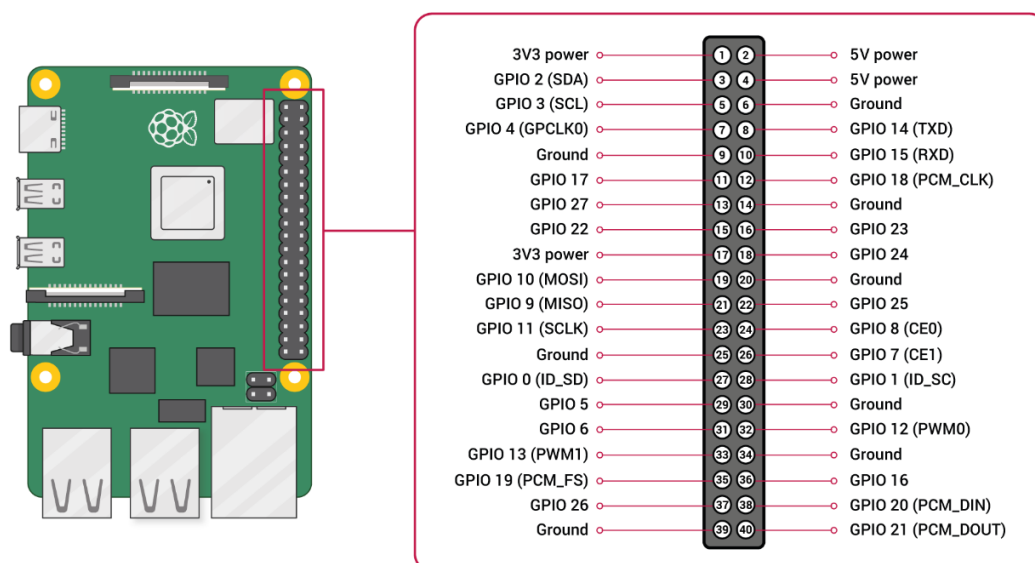 3V3 power 1 2 5V power
GPIO 2 (SDA) 3 4 5V power
GPIO 3 (SCL) 5 6 Ground
GPIO 4 (GPCLK0) 7 8 GPIO 14 (TXD)
Ground 9 10 GPIO 15 (RXD)
GPIO 17 11 12 GPIO 18 (PCM_CLK)
GPIO 27 13 14 Ground
GPIO 22 15 16 GPIO 23
3V3 power 17 18 GPIO 24
GPIO 10 (MOSI) 19 20 Ground
GPIO 9 (MISO) 21 22 GPIO 25
GPIO 11 (SCLK) 23 24 GPIO 8 (CE0)
Ground 25 26 GPIO 7 (CE1)
GPIO 0 (ID_SD) 27 28 GPIO 1 (ID_SC)
GPIO 5 29 30 Ground
GPIO 6 31 32 GPIO 12 (PWM0)
GPIO 13 (PWM1) 33 34 Ground
GPIO 19 (PCM_FS) 35 36 GPIO 16
GPIO 26 37 38 GPIO 20 (PCM_DIN)
Ground 39 40 GPIO 21 (PCM_DOUT)